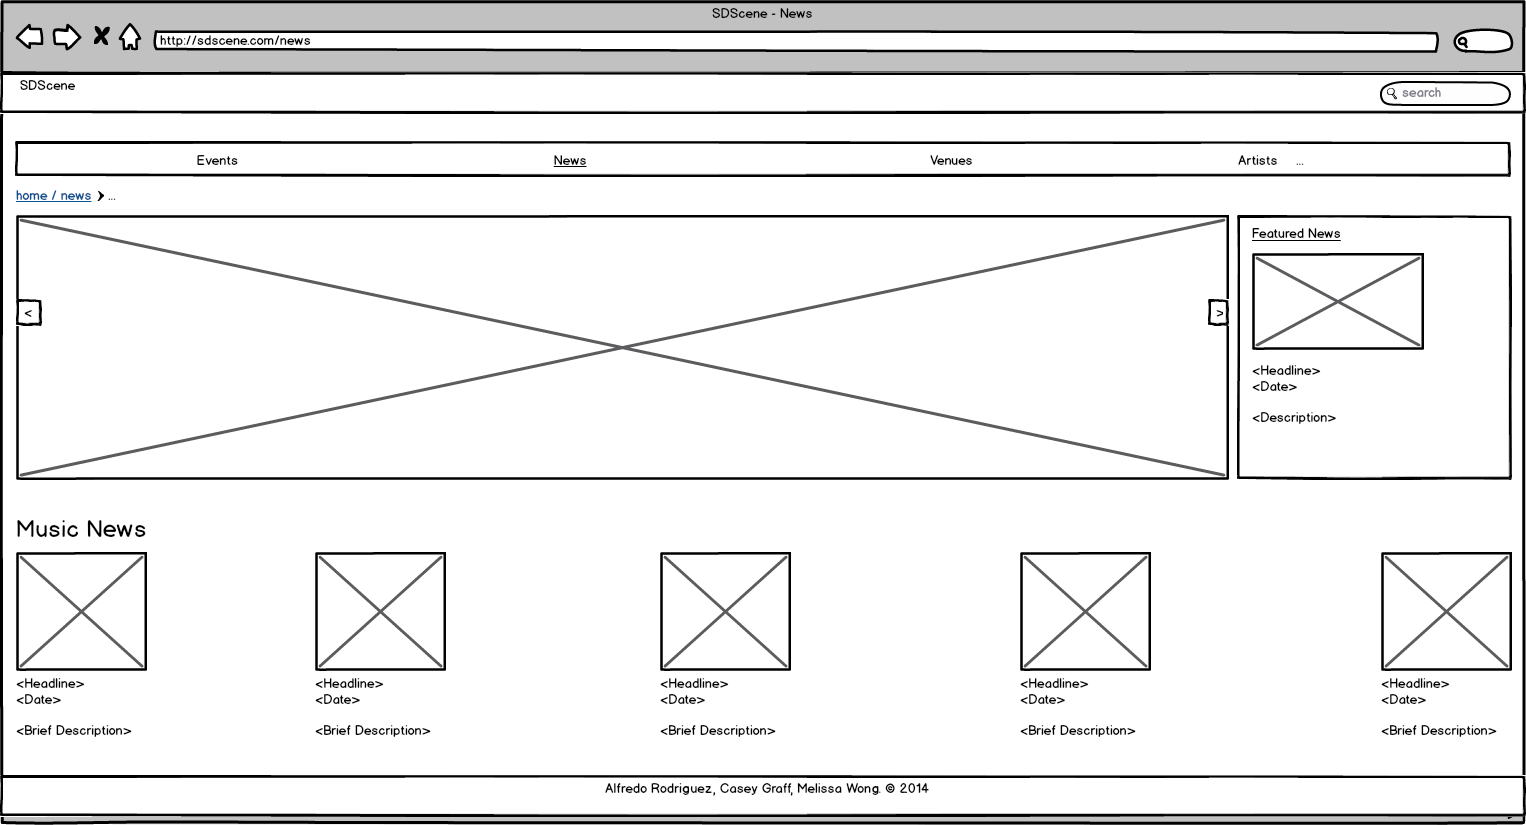 SDScene - News
http://sdscene.com/news
SDScene
search
Events News Venues Artists ...
home / news ...
<
>
Featured News
<Headline>
<Date>
<Description>
Music News
<Headline> <Headline> <Headline> <Headline> <Headline>
<Date> <Date> <Date> <Date> <Date>
<Brief Description> <Brief Description> <Brief Description> <Brief Description> <Brief Description>
Alfredo Rodriguez, Casey Graff, Melissa Wong. © 2014